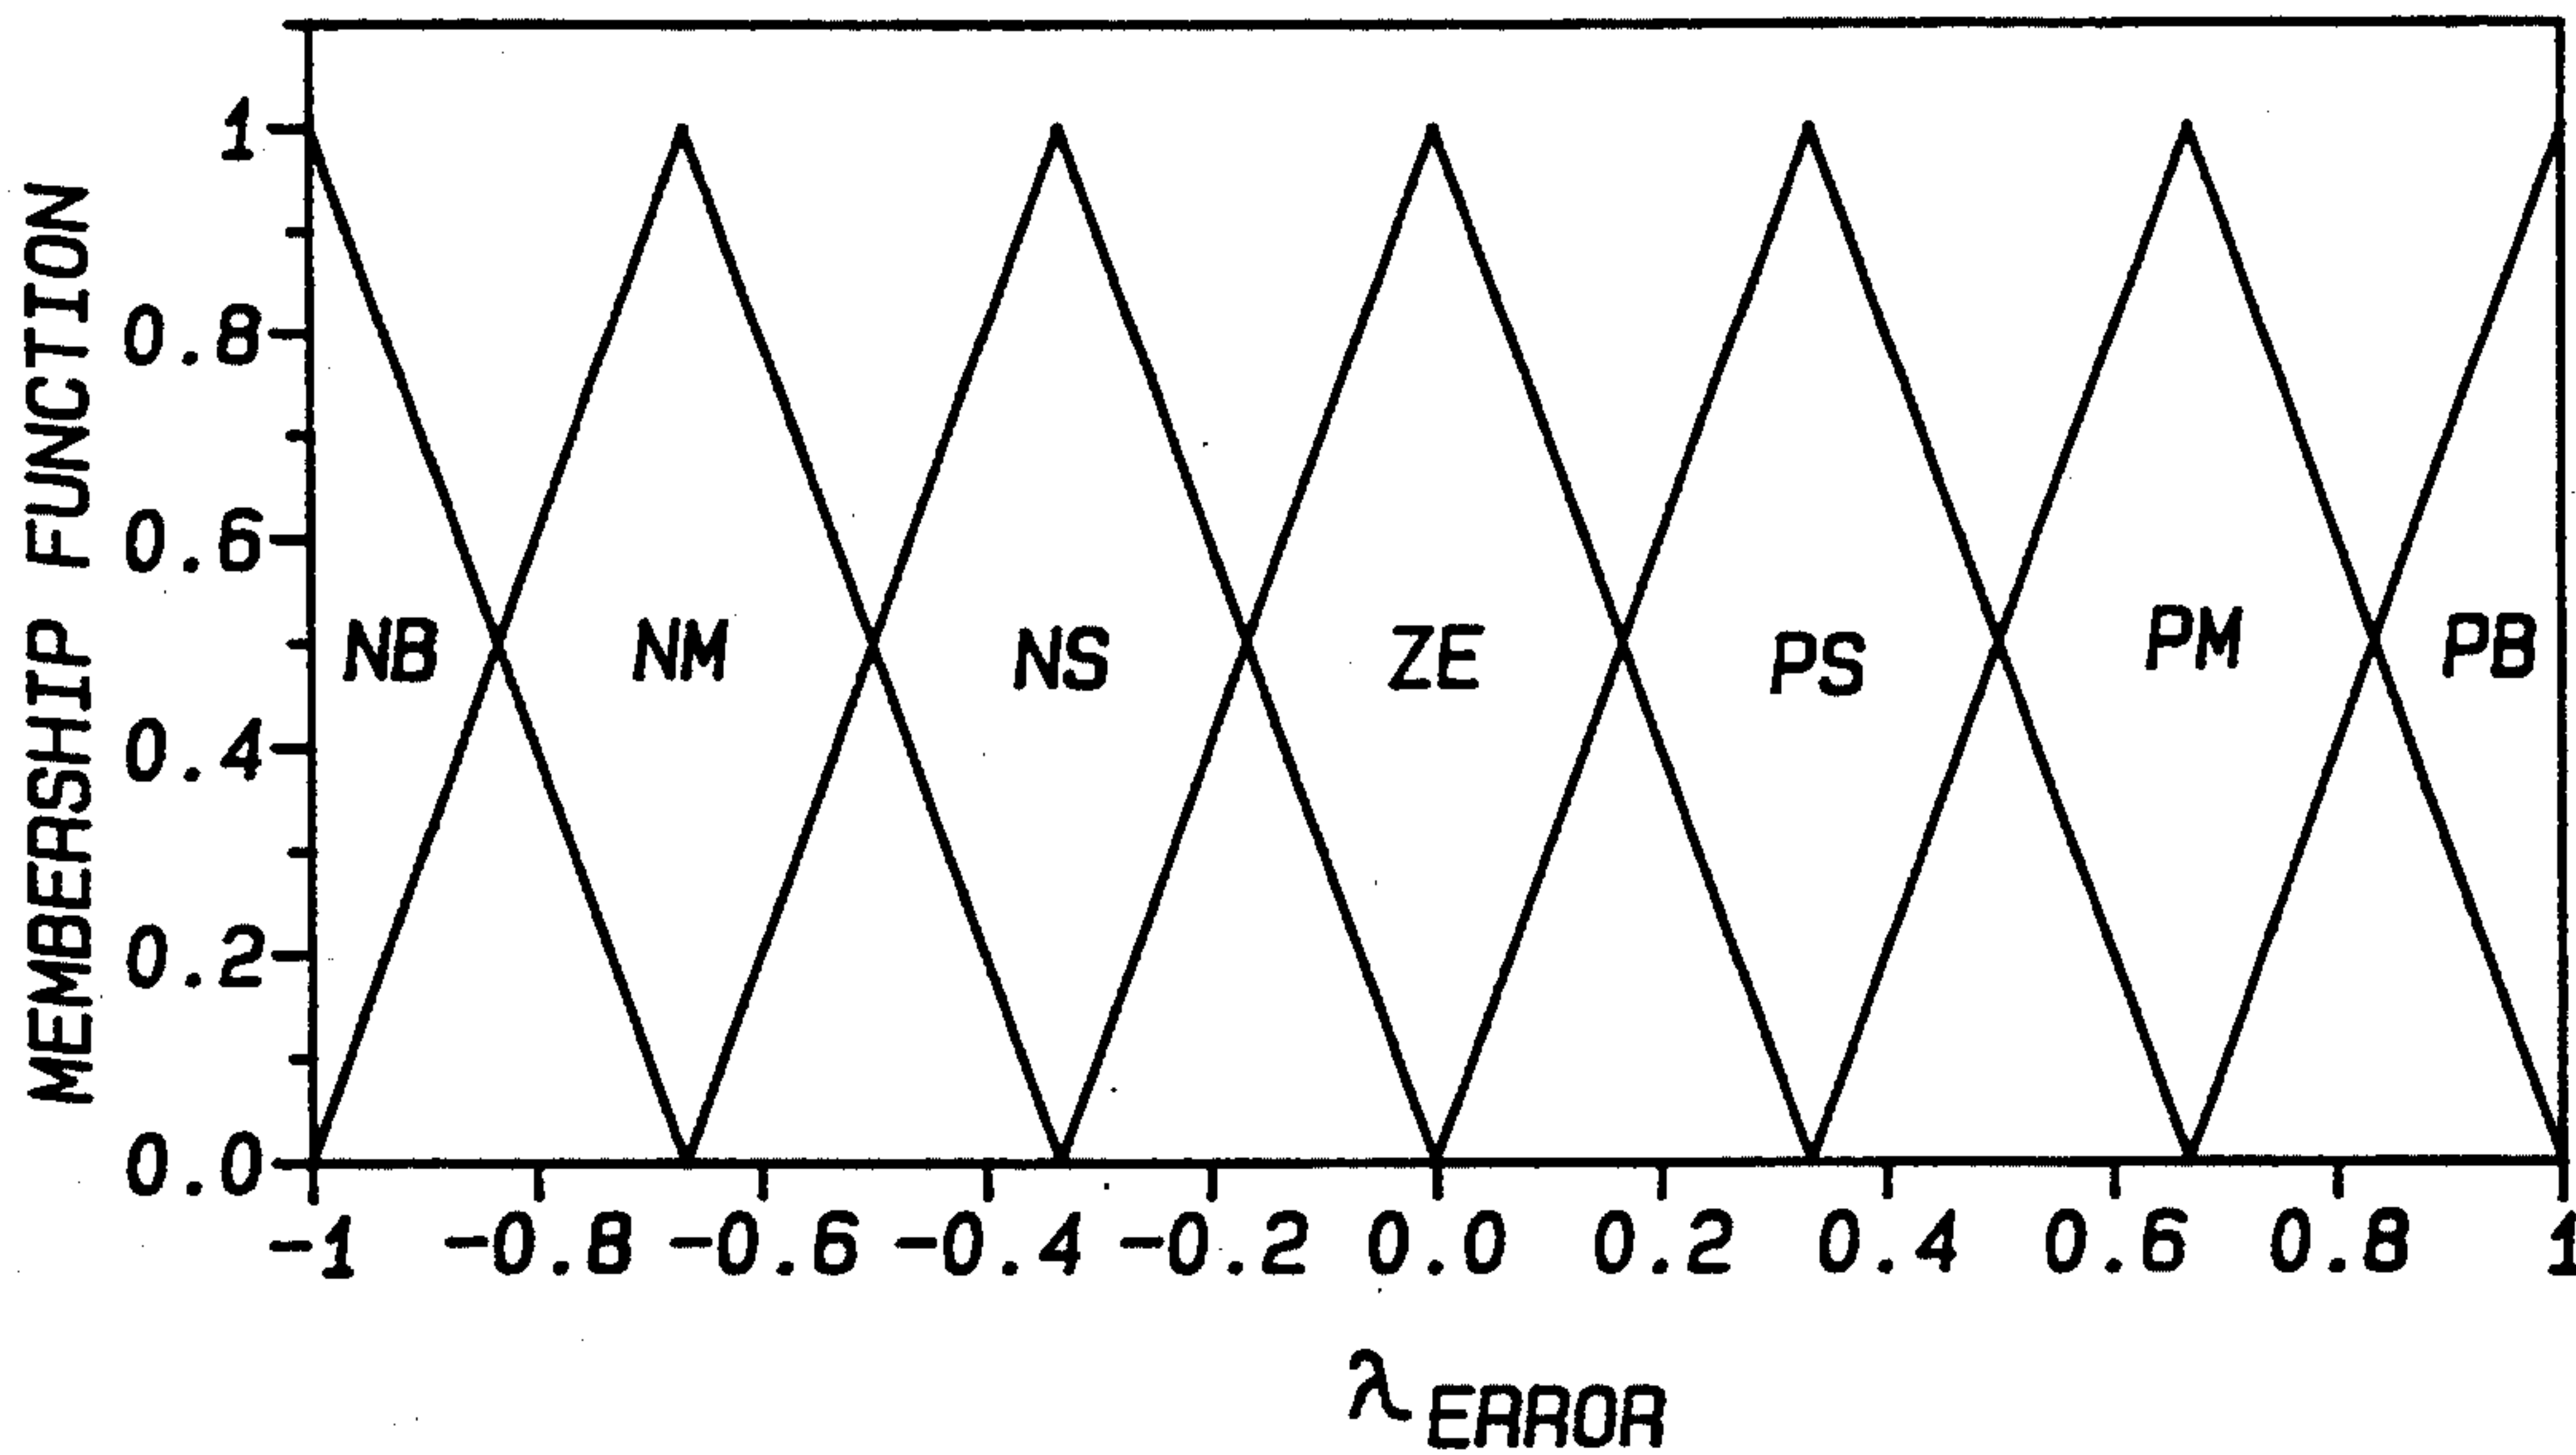 MEMBERSHIP FUNCTION
1
0.8
0.6
0.4
0.2
0.0
NB NM NS ZE PS PM PB
-1 -0.8 -0.6 -0.4 -0.2 0.0 0.2 0.4 0.6 0.8 1
λ ERROR